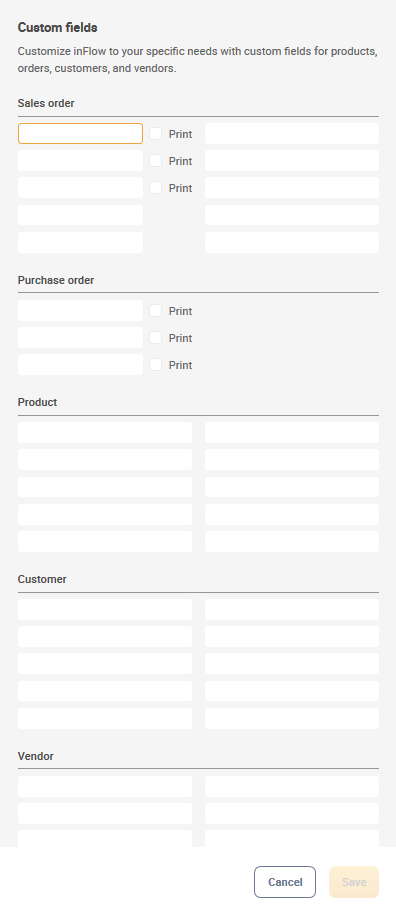 Custom fields
Customize inFlow to your specific needs with custom fields for products,
orders, customers, and vendors.
Sales order
Print
Print
Print
Purchase order
Print
Print
Print
Product
Customer
Vendor
Cancel Save